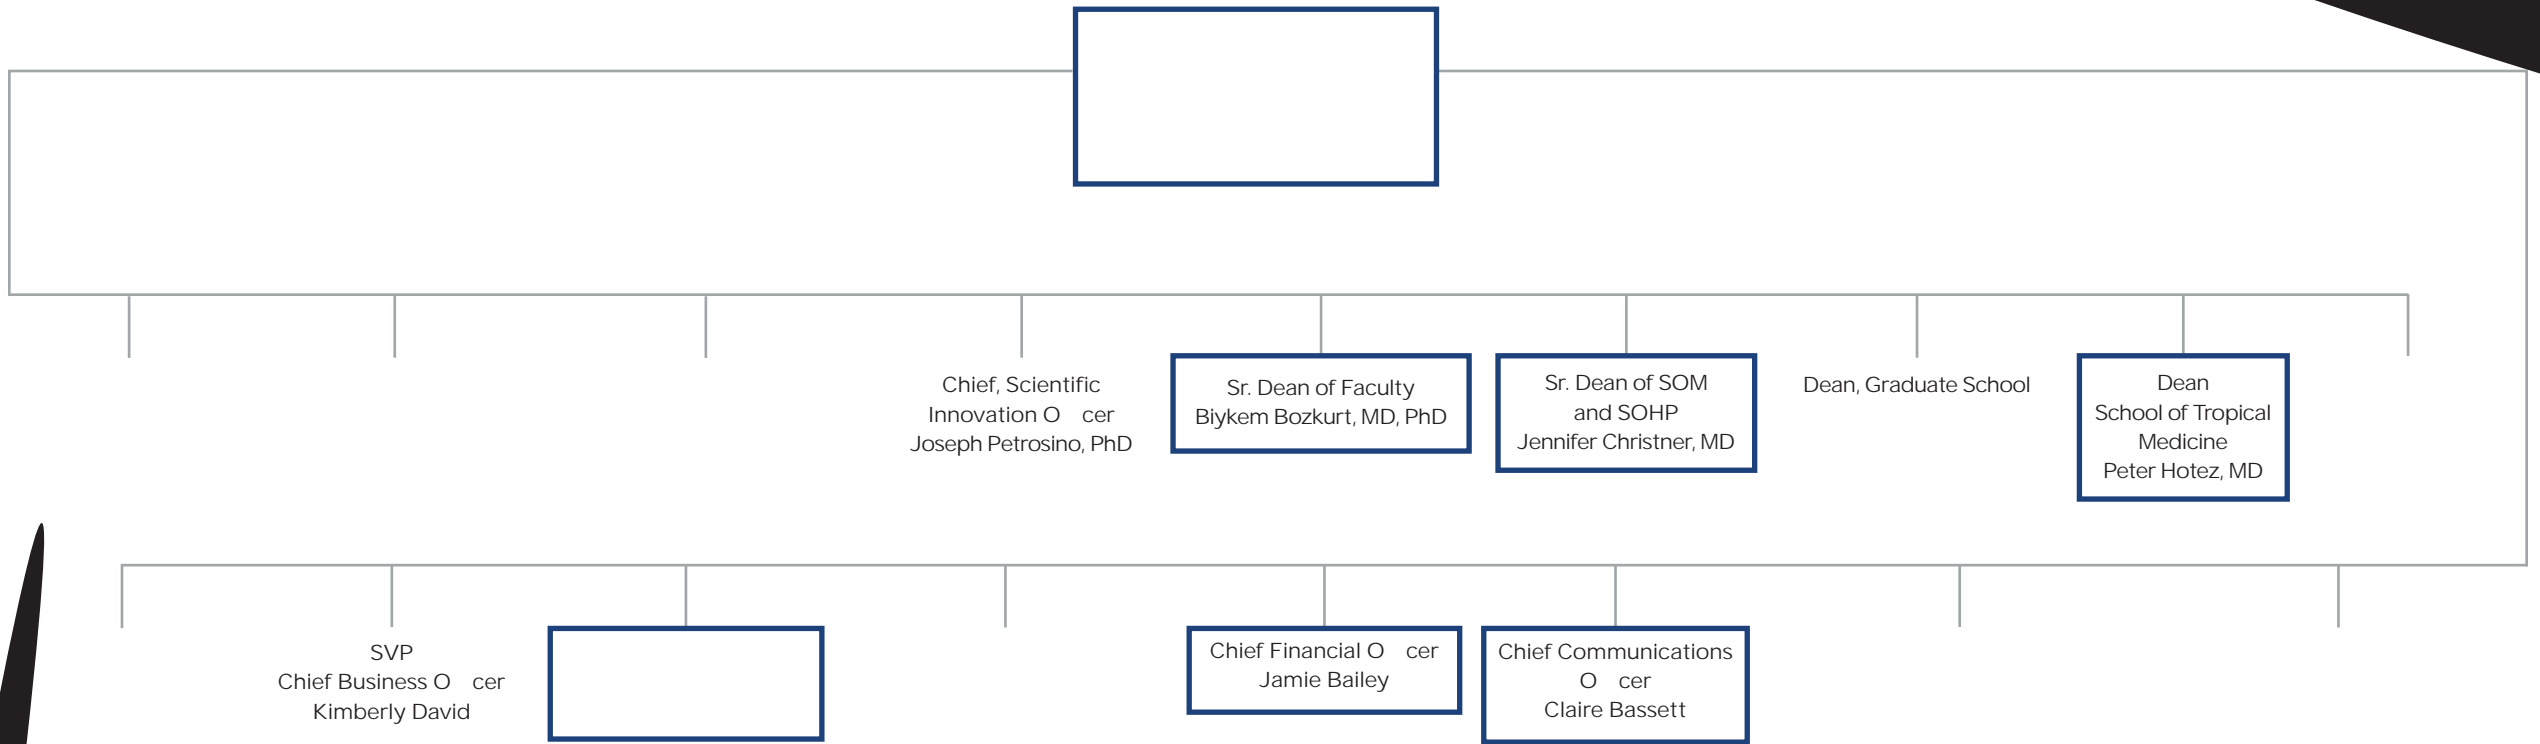 Chief, Scientific
Innovation O cer
Joseph Petrosino, PhD
Sr. Dean of Faculty
Biykem Bozkurt, MD, PhD
Sr. Dean of SOM
and SOHP
Jennifer Christner, MD
Dean, Graduate School
Dean
School of Tropical
Medicine
Peter Hotez, MD
SVP
Chief Business O cer
Kimberly David
Chief Financial O cer
Jamie Bailey
Chief Communications
O cer
Claire Bassett